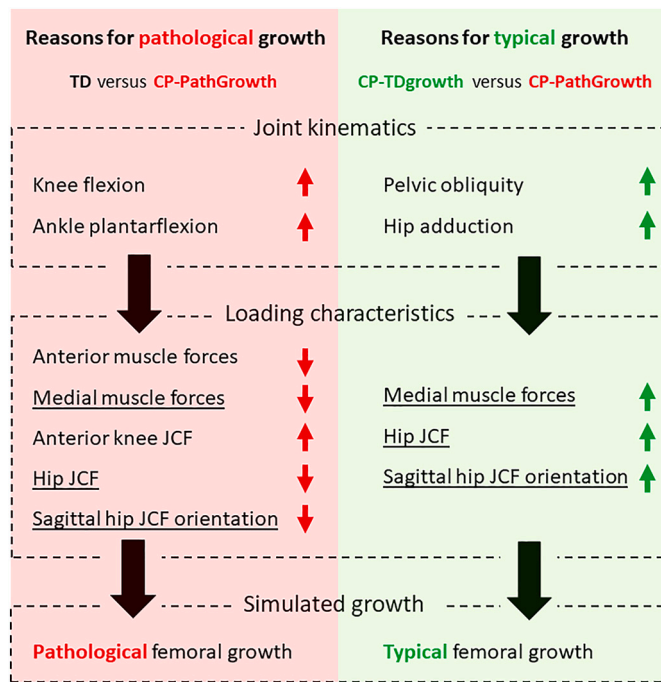 Reasons for pathological growth
TD versus CP-PathGrowth
Reasons for typical growth
CP-TDgrowth versus CP-PathGrowth
Joint kinematics
Knee flexion
Ankle plantarflexion
Pelvic obliquity
Hip adduction
Loading characteristics
Anterior muscle forces
Medial muscle forces
Anterior knee JCF
Hip JCF
Sagittal hip JCF orientation
Medial muscle forces
Hip JCF
Sagittal hip JCF orientation
Simulated growth
Pathological femoral growth
Typical femoral growth